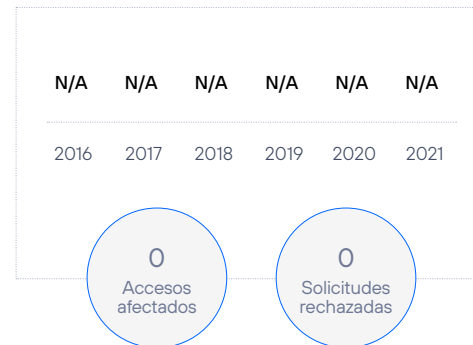 N/A N/A N/A N/A N/A N/A
2016 2017 2018 2019 2020 2021
0
Accesos
afectados
0
Solicitudes
rechazadas